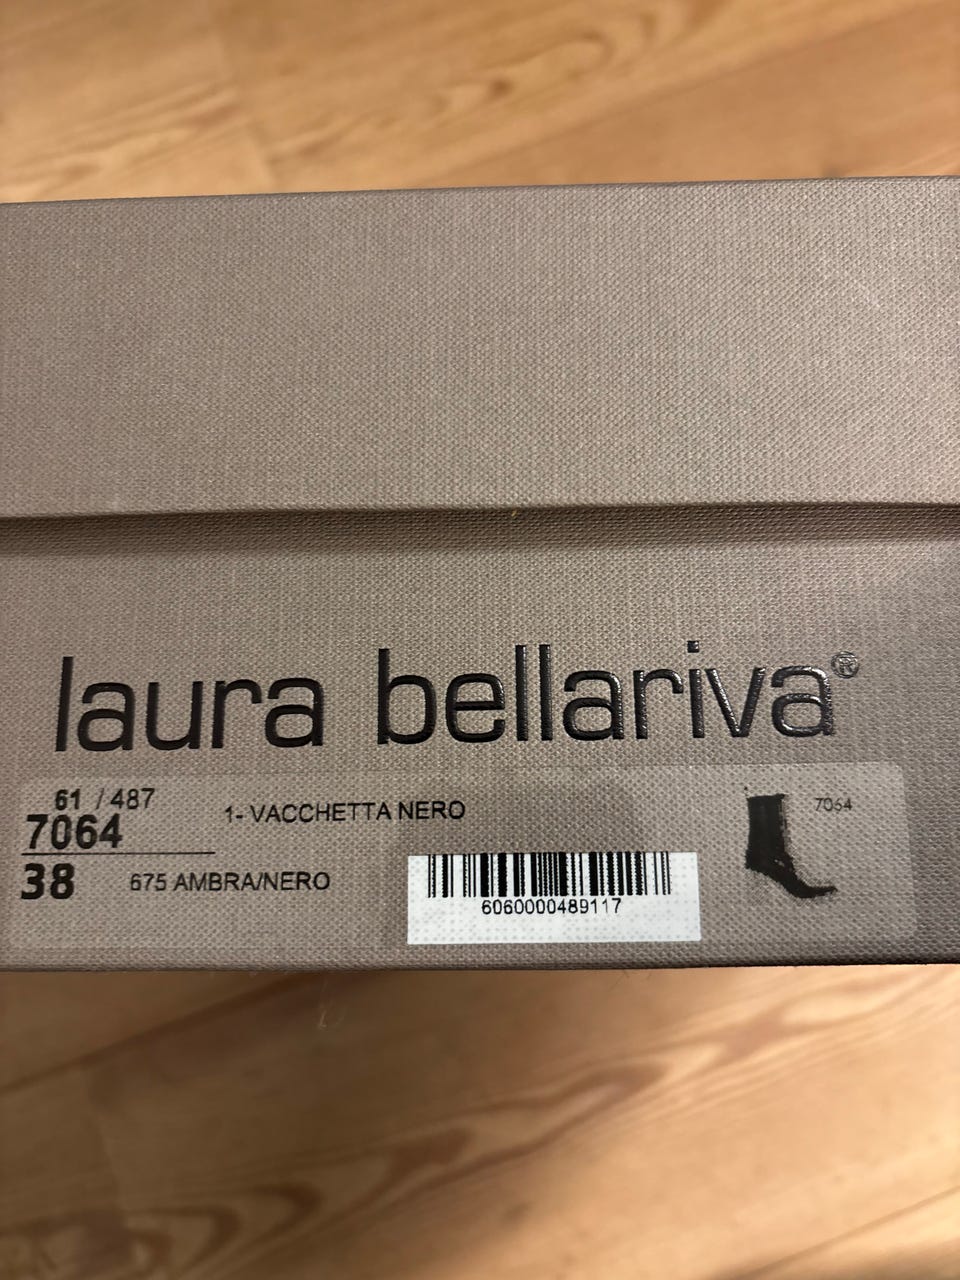 laura bellariva®
61 / 487
7064
1- VACCHETTA NERO
7064
38
675 AMBRA/NERO
6060000489117